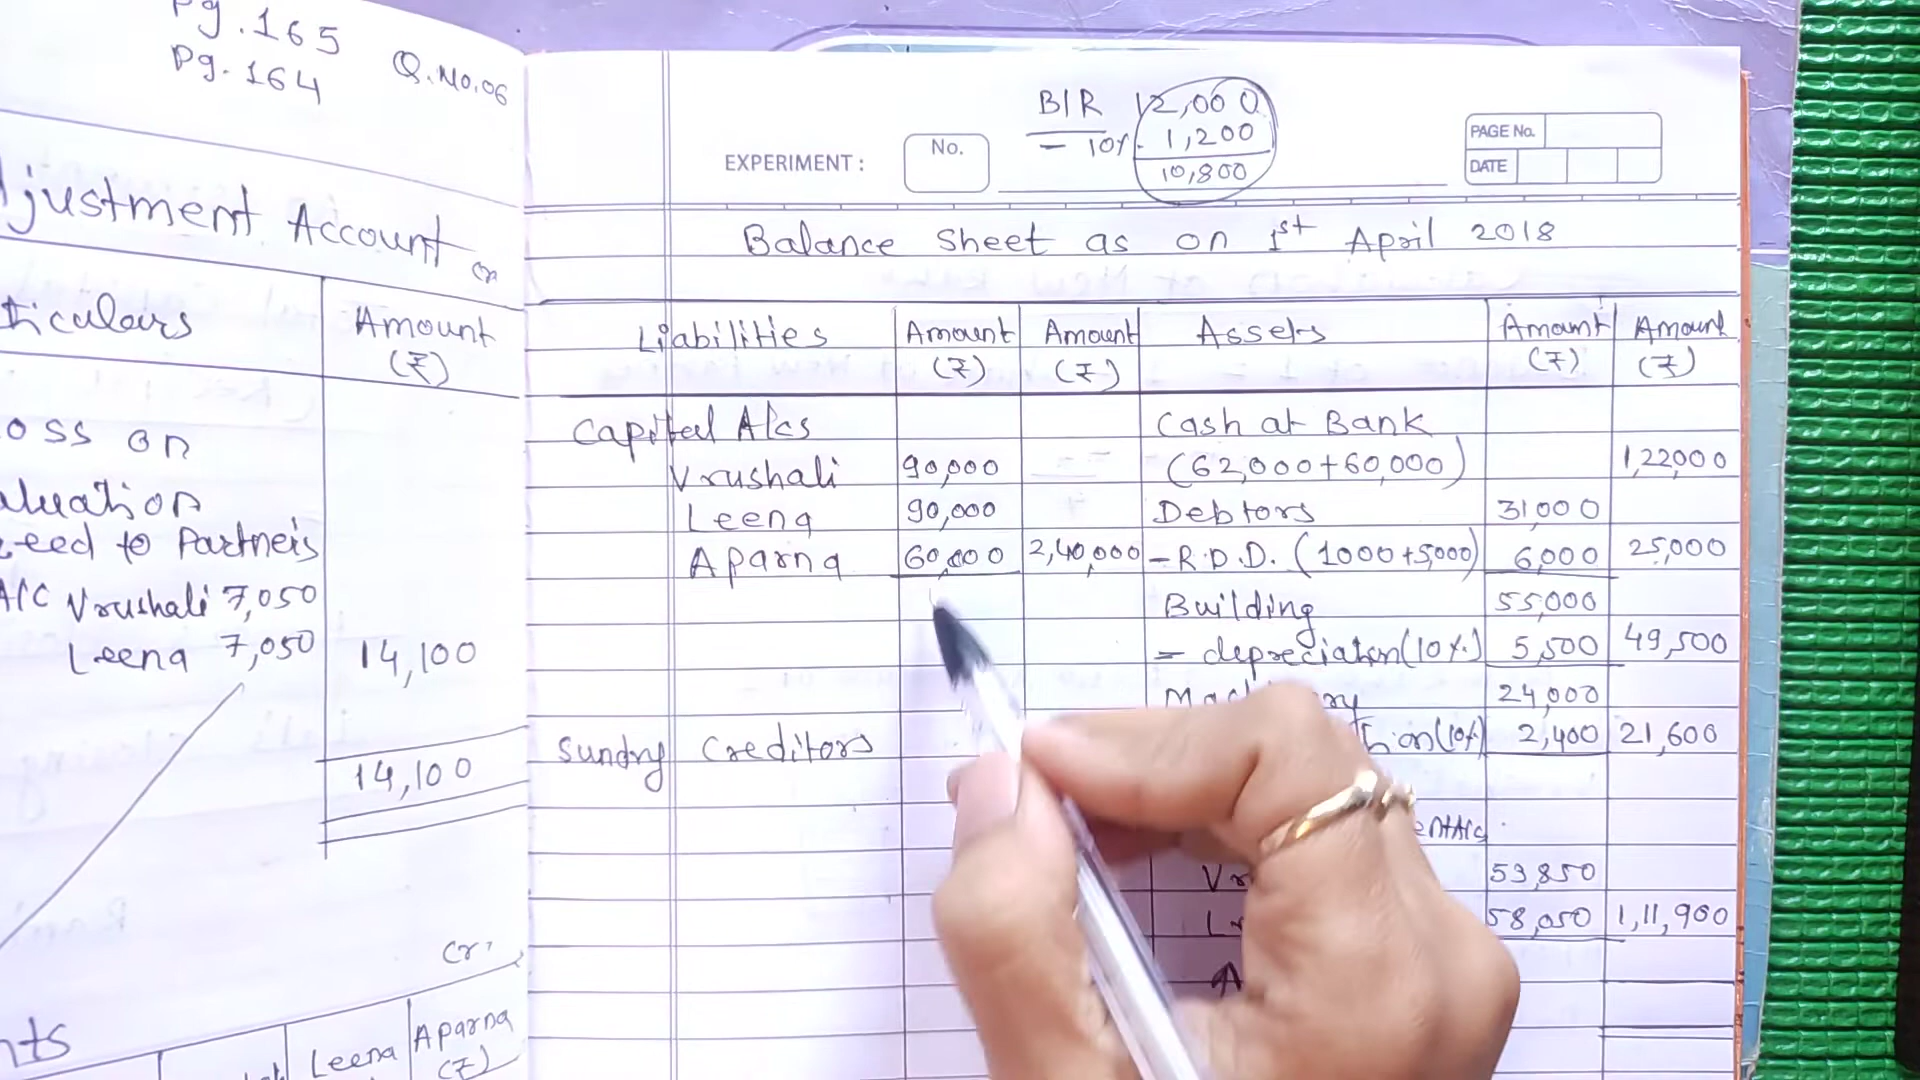 Pg.165
Pg.164
Q.No.06
justment Account
cr
ticulars Amount (₹)
oss on
aluation
to Partners
A/C Vrushali 7,050
Leena 7,050 14,100
14,100
cr
nts
Leena Aparna (₹)
B/R 12,000
- 10% - 1,200
10,800
EXPERIMENT : No.
PAGE No.
DATE
Balance Sheet as on 1st April 2018
Liabilities Amount (₹) Amount (₹) Assets Amount (₹) Amount (₹)
Capital A/cs Cash at Bank
Vrushali 90,000 (62,000+60,000) 1,22,000
Leena 90,000 Debtors 31,000
Aparna 60,000 2,40,000 - R.D.D. (1000+5,000) 6,000 25,000
Building 55,000
- depreciation (10%) 5,500 49,500
24,000
Sundry Creditors (10%) 2,400 21,600
53,850
58,050 1,11,900